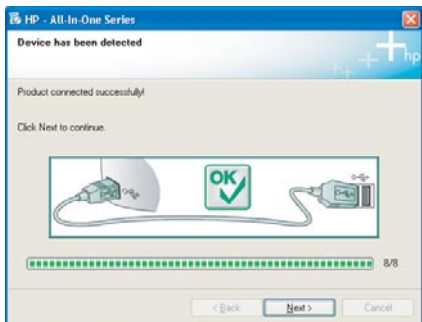 HP - All-In-One Series
Device has been detected
hp
Product connected successfully!
Click Next to continue.
OK
8/8
< Back Next > Cancel